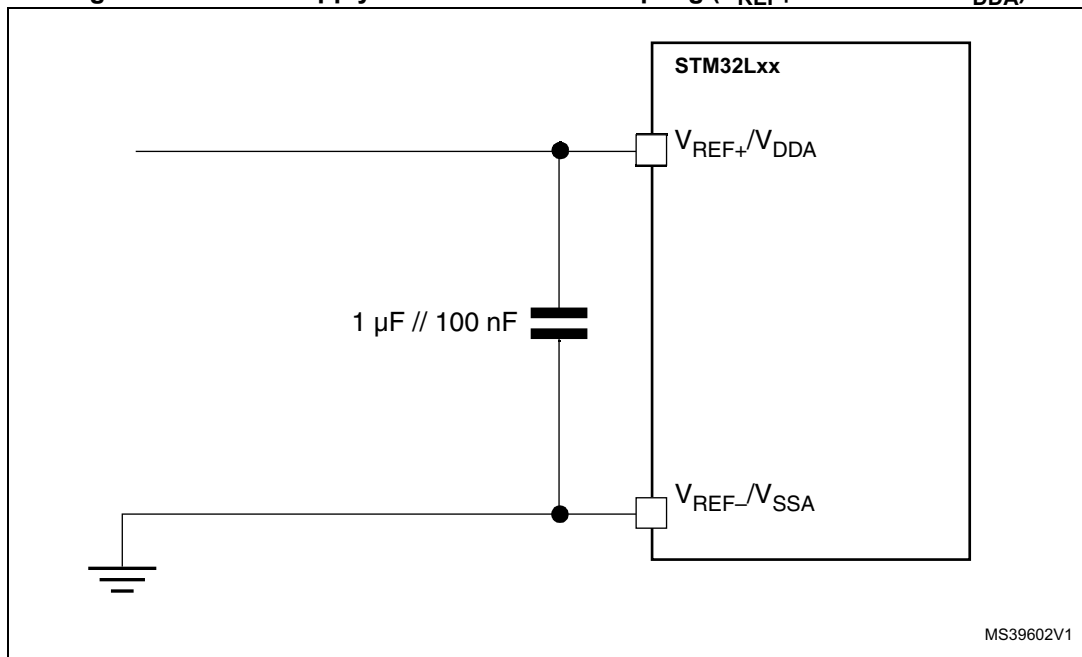 STM32Lxx
VREF+/VDDA
1 µF // 100 nF
VREF–/VSSA
MS39602V1